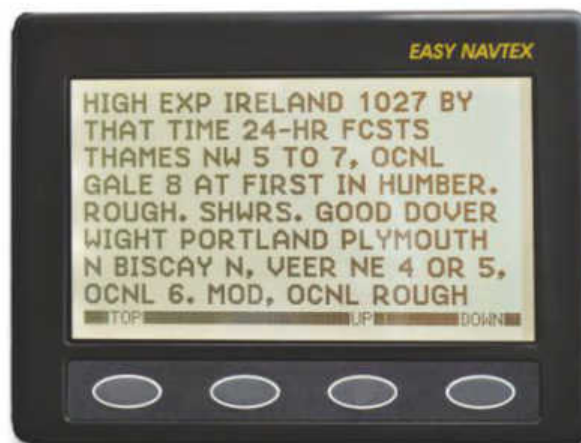 EASY NAVTEX
HIGH EXP IRELAND 1027 BY
THAT TIME 24-HR FCSTS
THAMES NW 5 TO 7, OCNL
GALE 8 AT FIRST IN HUMBER.
ROUGH. SHWRS. GOOD DOVER
WIGHT PORTLAND PLYMOUTH
N BISCAY N, VEER NE 4 OR 5,
OCNL 6. MOD, OCNL ROUGH
TOP UP DOWN